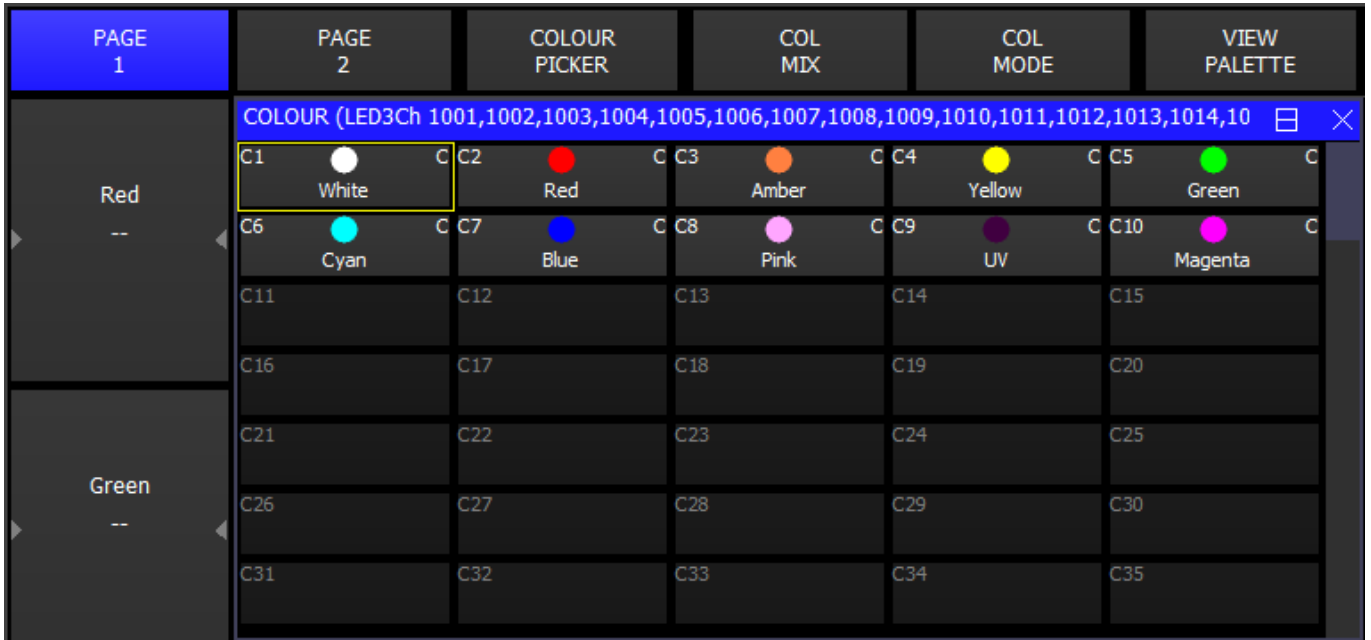 PAGE
1
PAGE
2
COLOUR
PICKER
COL
MIX
COL
MODE
VIEW
PALETTE
COLOUR (LED3Ch 1001,1002,1003,1004,1005,1006,1007,1008,1009,1010,1011,1012,1013,1014,10
Red
--
Green
--
C1 C
White
C2 C
Red
C3 C
Amber
C4 C
Yellow
C5 C
Green
C6 C
Cyan
C7 C
Blue
C8 C
Pink
C9 C
UV
C10 C
Magenta
C11 C12 C13 C14 C15
C16 C17 C18 C19 C20
C21 C22 C23 C24 C25
C26 C27 C28 C29 C30
C31 C32 C33 C34 C35